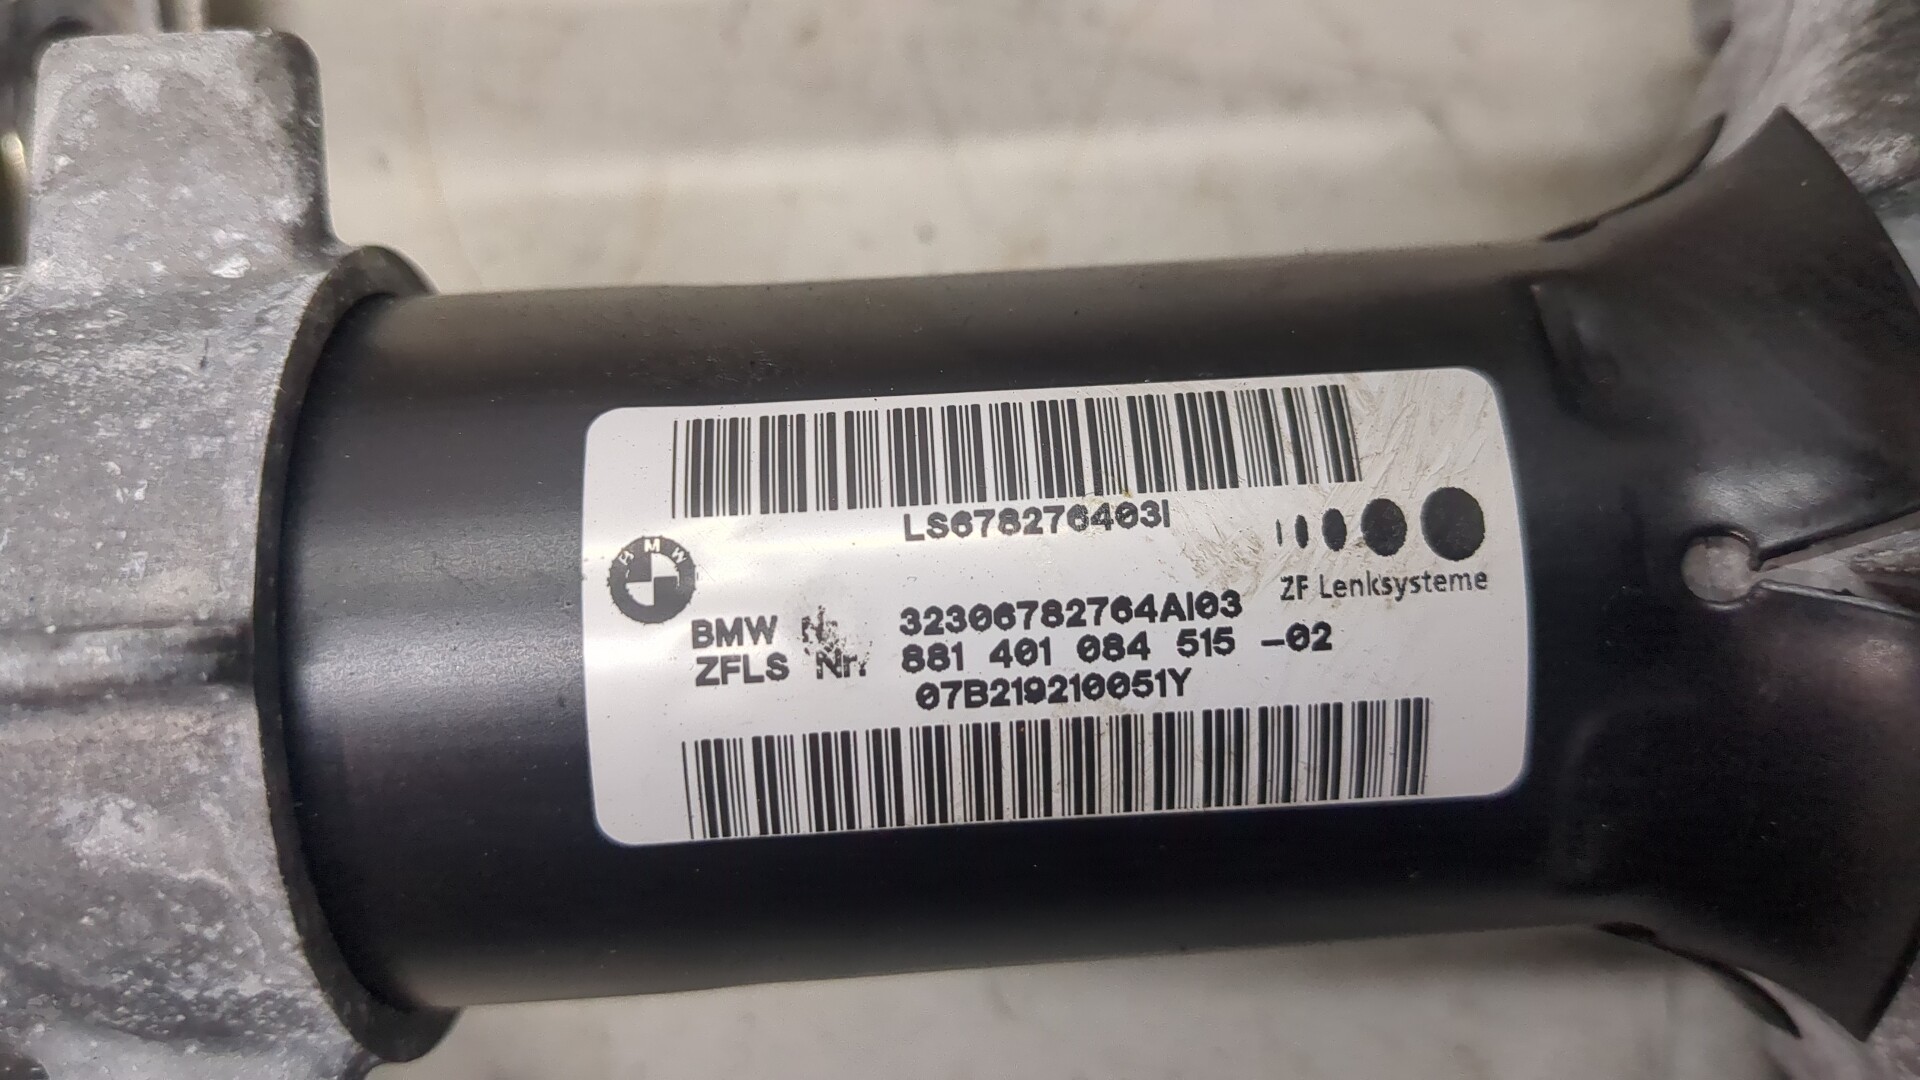 LS678276403I
BMW
ZF Lenksysteme
BMW Nr. 32306782764AI03
ZFLS Nr. 881 401 084 515 -02
07B219210051Y